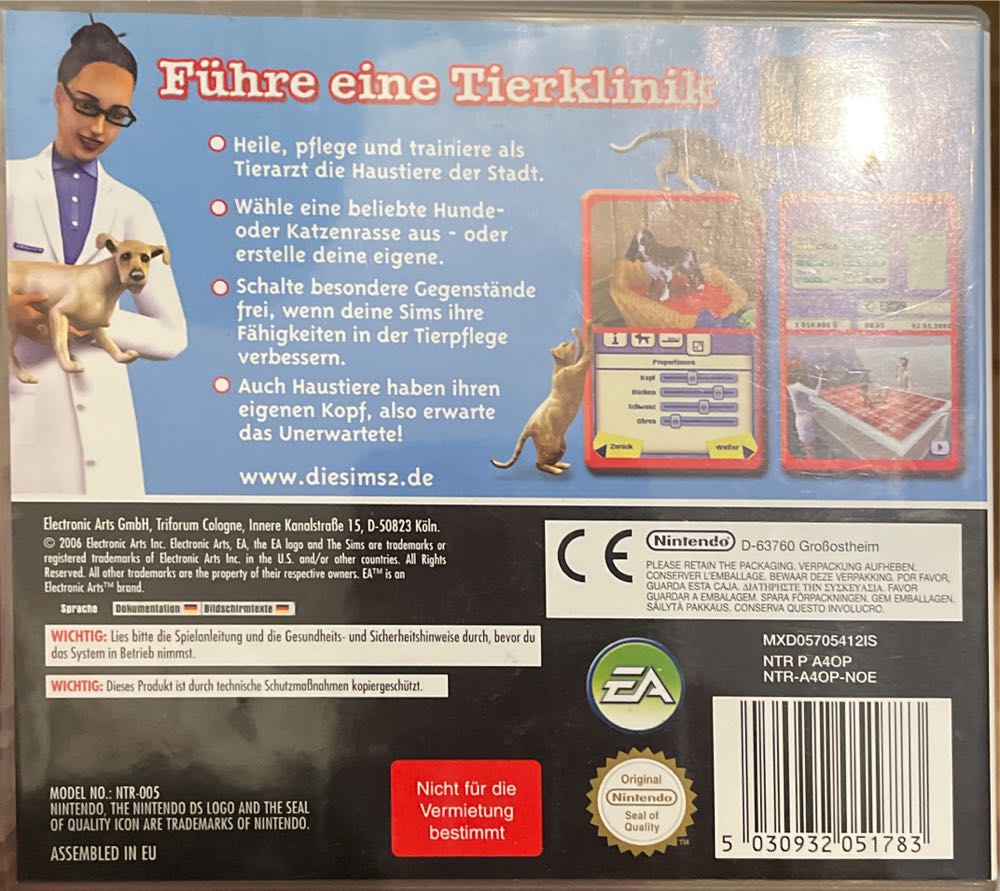 Führe eine Tierklinik
Heile, pflege und trainiere als
Tierarzt die Haustiere der Stadt.
Wähle eine beliebte Hunde-
oder Katzenrasse aus - oder
erstelle deine eigene.
Schalte besondere Gegenstände
frei, wenn deine Sims ihre
Fähigkeiten in der Tierpflege
verbessern.
Auch Haustiere haben ihren
eigenen Kopf, also erwarte
das Unerwartete!
www.diesims2.de
Proportionen
Kopf
Rücken
Schwanz
Ohren
Zurück
weiter
Electronic Arts GmbH, Triforum Cologne, Innere Kanalstraße 15, D-50823 Köln.
© 2006 Electronic Arts Inc. Electronic Arts, EA, the EA logo and The Sims are trademarks or
registered trademarks of Electronic Arts Inc. in the U.S. and/or other countries. All Rights
Reserved. All other trademarks are the property of their respective owners. EA™ is an
Electronic Arts™ brand.
Sprache Dokumentation Bildschirmtexte
WICHTIG: Lies bitte die Spielanleitung und die Gesundheits- und Sicherheitshinweise durch, bevor du
das System in Betrieb nimmst.
WICHTIG: Dieses Produkt ist durch technische Schutzmaßnahmen kopiergeschützt.
MODEL NO.: NTR-005
NINTENDO, THE NINTENDO DS LOGO AND THE SEAL
OF QUALITY ICON ARE TRADEMARKS OF NINTENDO.
ASSEMBLED IN EU
Nicht für die
Vermietung
bestimmt
CE
Nintendo D-63760 Großostheim
PLEASE RETAIN THE PACKAGING. VERPACKUNG AUFHEBEN.
CONSERVER L'EMBALLAGE. BEWAAR DEZE VERPAKKING. POR FAVOR,
GUARDA ESTA CAJA. ΔΙΑΤΗΡΗΣΤΕ ΤΗΝ ΣΥΣΚΕΥΑΣΙΑ. FAVOR
GUARDAR A EMBALAGEM. SPARA FÖRPACKNINGEN. GEM EMBALLAGEN.
SÄILYTÄ PAKKAUS. CONSERVA QUESTO INVOLUCRO.
EA
MXD05705412IS
NTR P A4OP
NTR-A4OP-NOE
Original
Nintendo
Seal of
Quality
TM
5 030932 051783